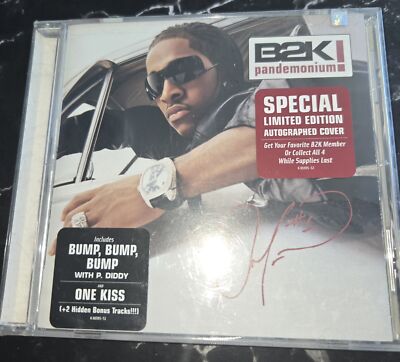 B2K!
pandemonium!
SPECIAL
LIMITED EDITION
AUTOGRAPHED COVER
Get Your Favorite B2K Member
Or Collect All 4
While Supplies Last
Includes
BUMP, BUMP,
BUMP
WITH P. DIDDY
AND
ONE KISS
(+2 Hidden Bonus Tracks!!!)